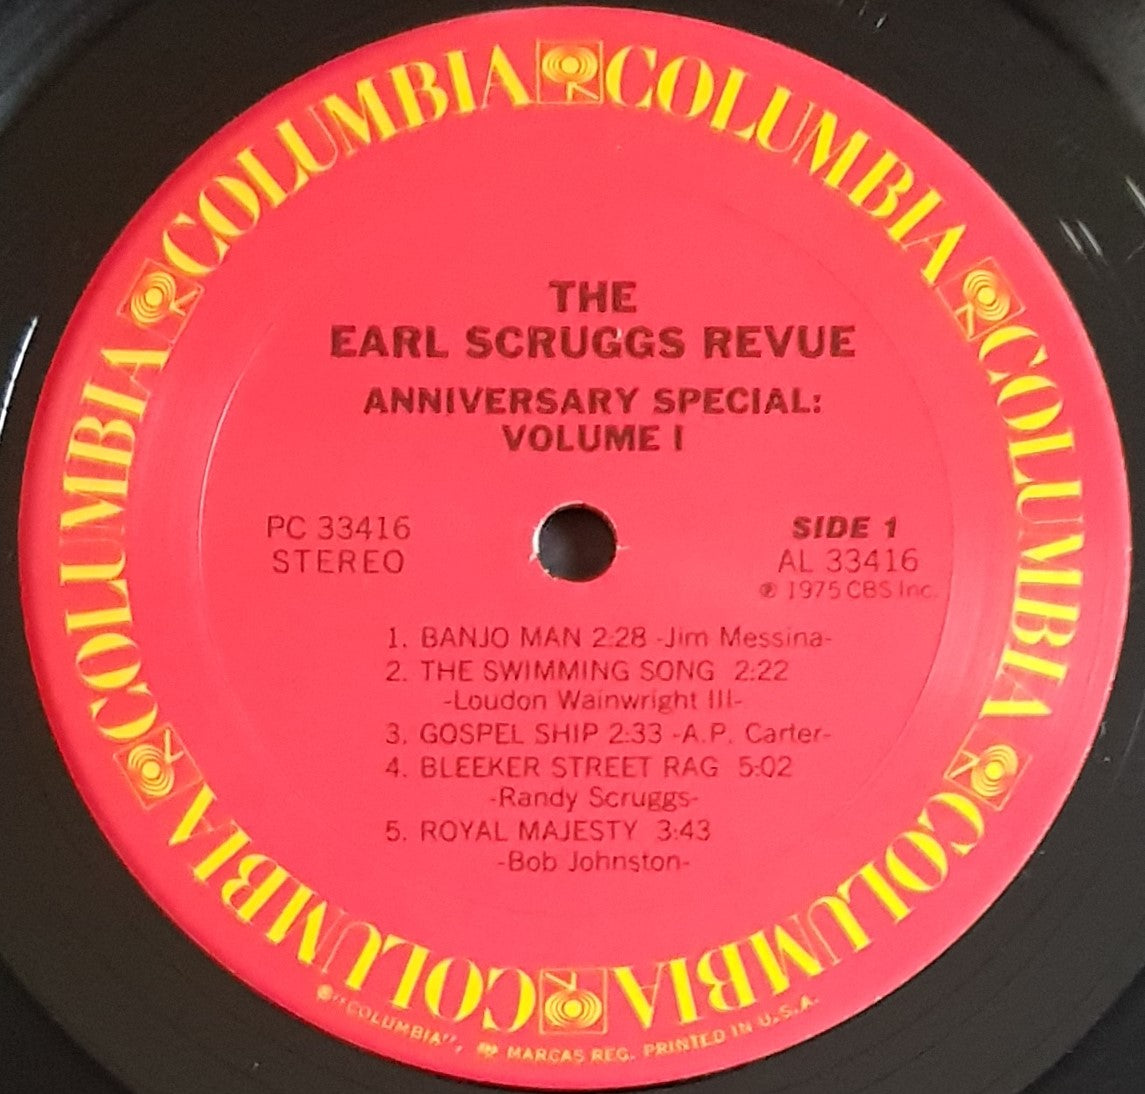 COLUMBIA COLUMBIA COLUMBIA COLUMBIA COLUMBIA COLUMBIA
THE
EARL SCRUGGS REVUE
ANNIVERSARY SPECIAL:
VOLUME I
PC 33416
STEREO
SIDE 1
AL 33416
℗ 1975 CBS Inc.
1. BANJO MAN 2:28 -Jim Messina-
2. THE SWIMMING SONG 2:22
-Loudon Wainwright III-
3. GOSPEL SHIP 2:33 -A.P. Carter-
4. BLEEKER STREET RAG 5:02
-Randy Scruggs-
5. ROYAL MAJESTY 3:43
-Bob Johnston-
®"COLUMBIA", MARCAS REG. PRINTED IN U.S.A.